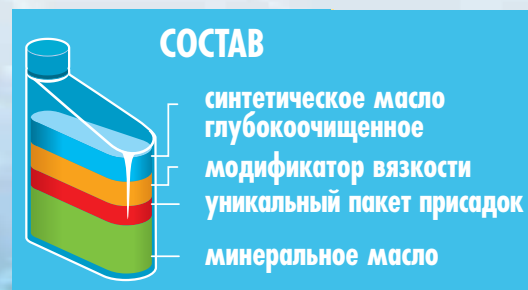 СОСТАВ
синтетическое масло
глубокоочищенное
модификатор вязкости
уникальный пакет присадок
минеральное масло